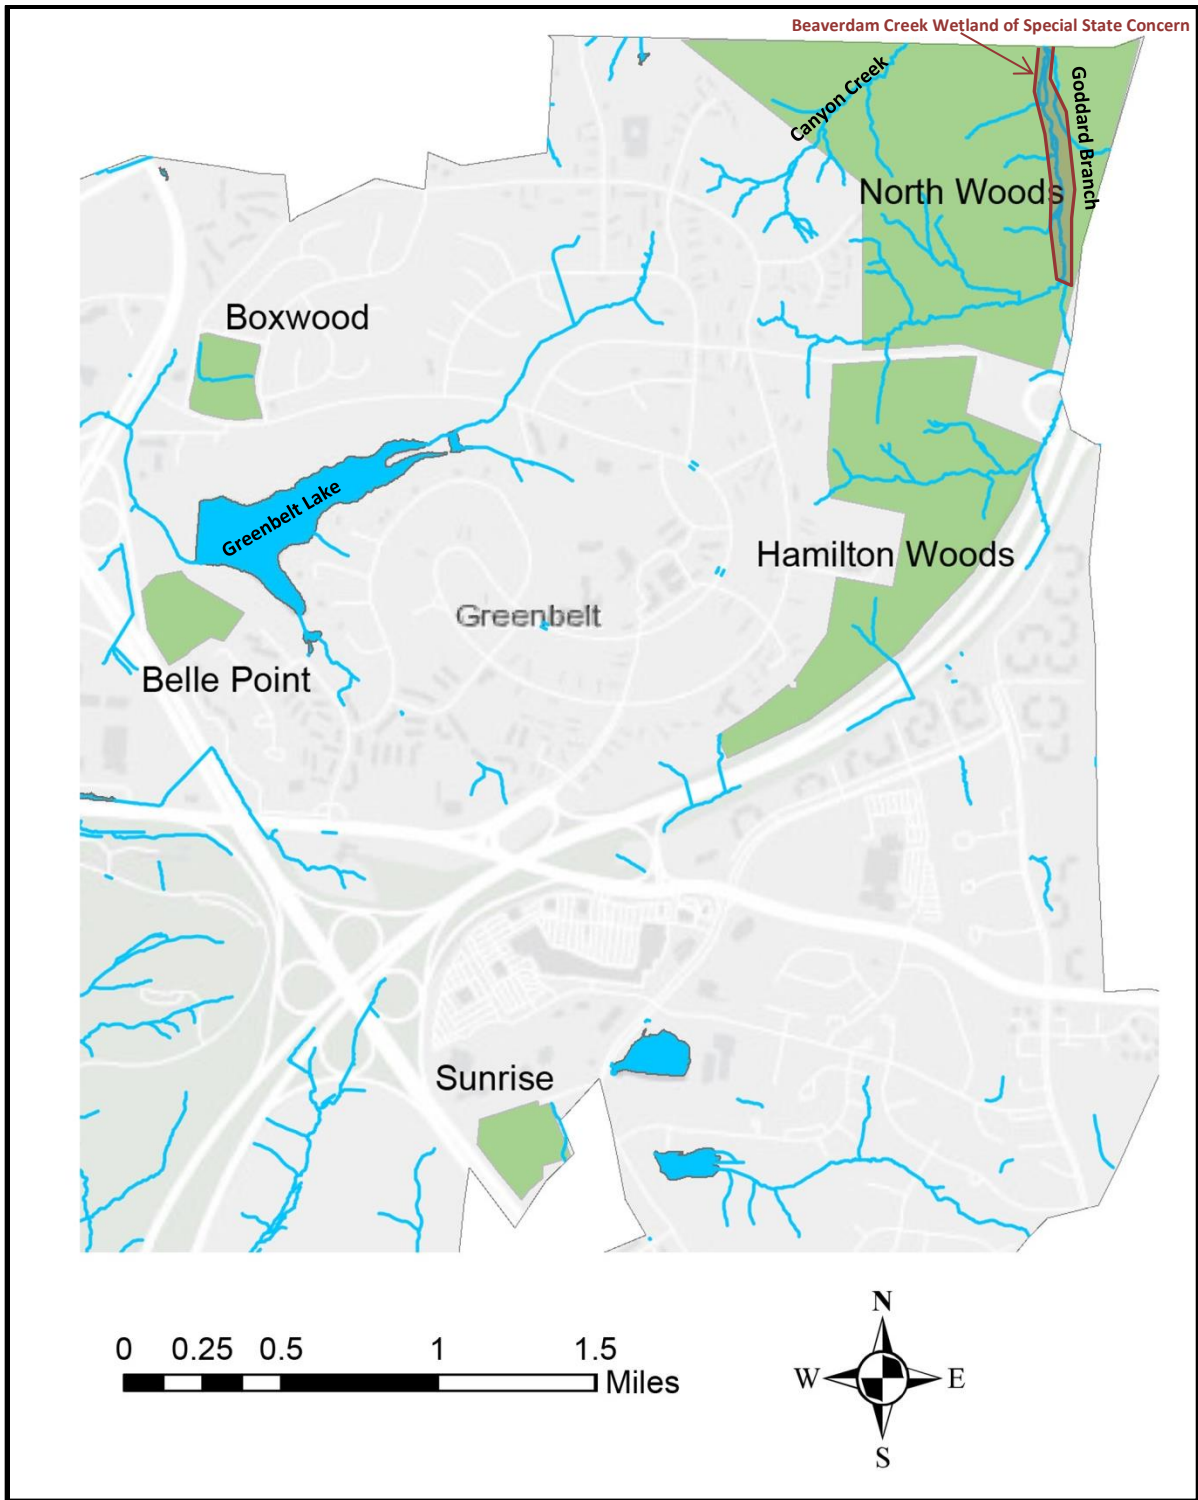 Beaverdam Creek Wetland of Special State Concern
Canyon Creek
Goddard Branch
North Woods
Boxwood
Greenbelt Lake
Hamilton Woods
Greenbelt
Belle Point
Sunrise
0 0.25 0.5 1 1.5
Miles
N
W E
S